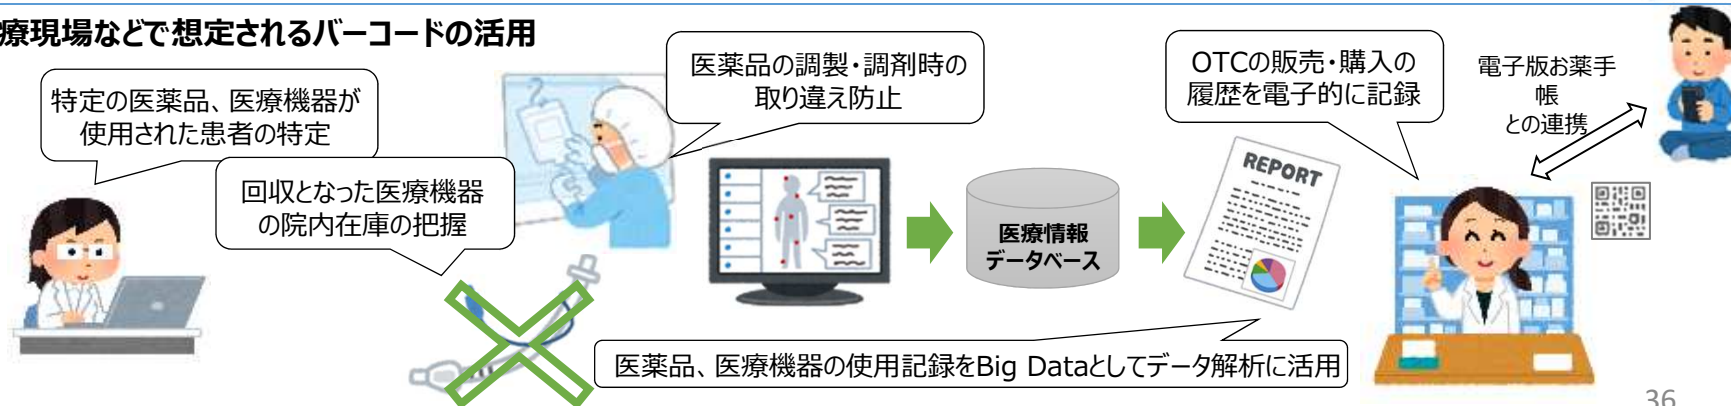 療現場などで想定されるバーコードの活用
特定の医薬品、医療機器が
使用された患者の特定
回収となった医療機器
の院内在庫の把握
医薬品の調製・調剤時の
取り違え防止
医療情報
データベース
REPORT
OTCの販売・購入の
履歴を電子的に記録
電子版お薬手
帳
との連携
医薬品、医療機器の使用記録をBig Dataとしてデータ解析に活用
36